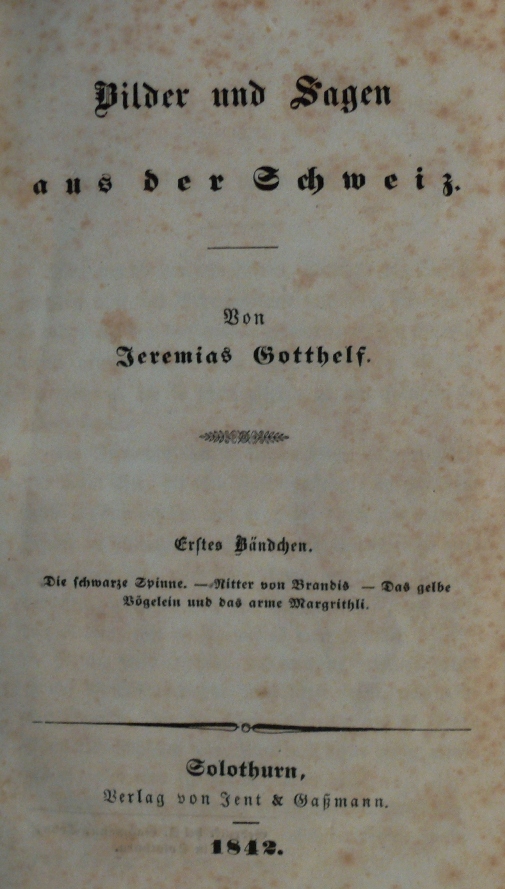 Bilder und Sagen
aus der Schweiz.
Von
Jeremias Gotthelf.
Erstes Bändchen.
Die schwarze Spinne. — Ritter von Brandis — Das gelbe
Vögelein und das arme Margrithli.
Solothurn,
Verlag von Jent & Gaßmann.
1842.